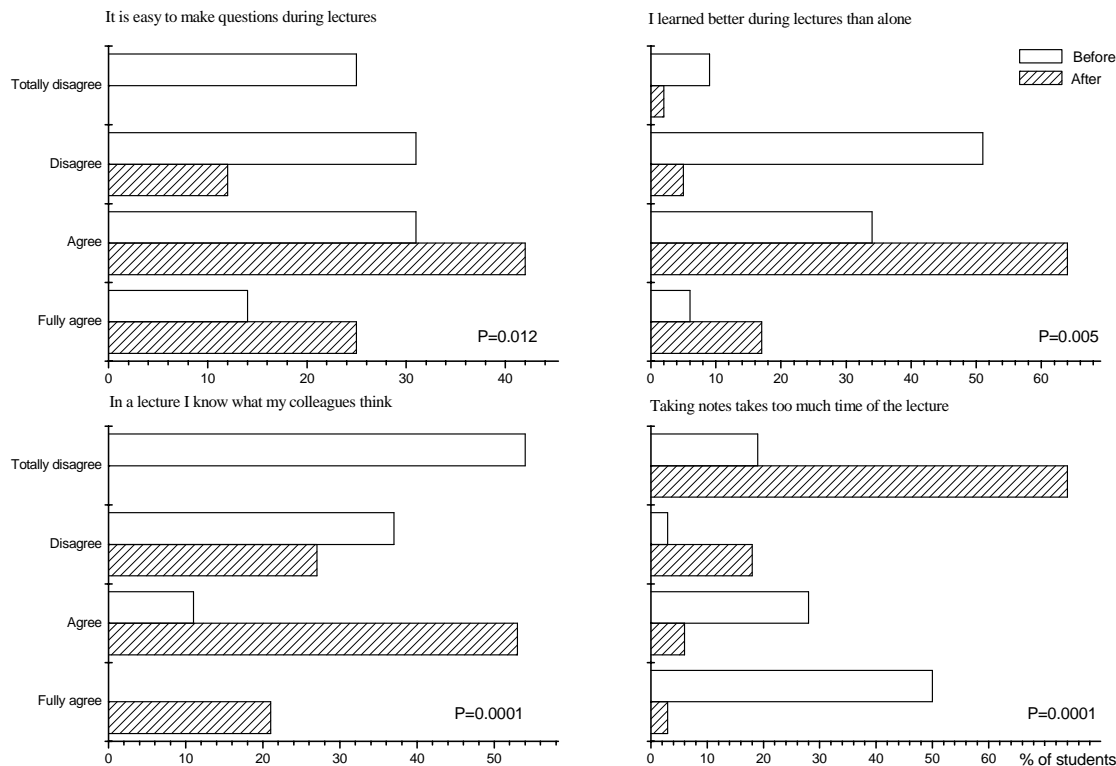 It is easy to make questions during lectures
I learned better during lectures than alone
Before
After
Totally disagree
Disagree
Agree
Fully agree
P=0.012
P=0.005
0 10 20 30 40
0 10 20 30 40 50 60
In a lecture I know what my colleagues think
Taking notes takes too much time of the lecture
Totally disagree
Disagree
Agree
Fully agree
P=0.0001
P=0.0001
0 10 20 30 40 50
0 10 20 30 40 50 60 % of students